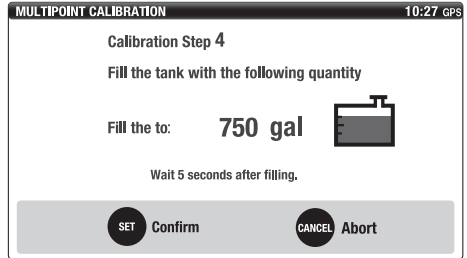 MULTIPOINT CALIBRATION 10:27 GPS
Calibration Step 4
Fill the tank with the following quantity
Fill the to: 750 gal
Wait 5 seconds after filling.
SET Confirm CANCEL Abort